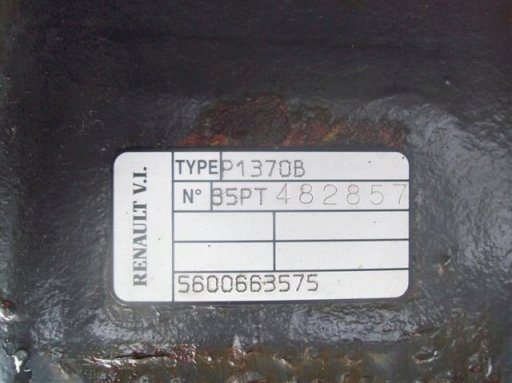 RENAULT V.I.
TYPE P1370B
N° 35PT 482857
5600663575